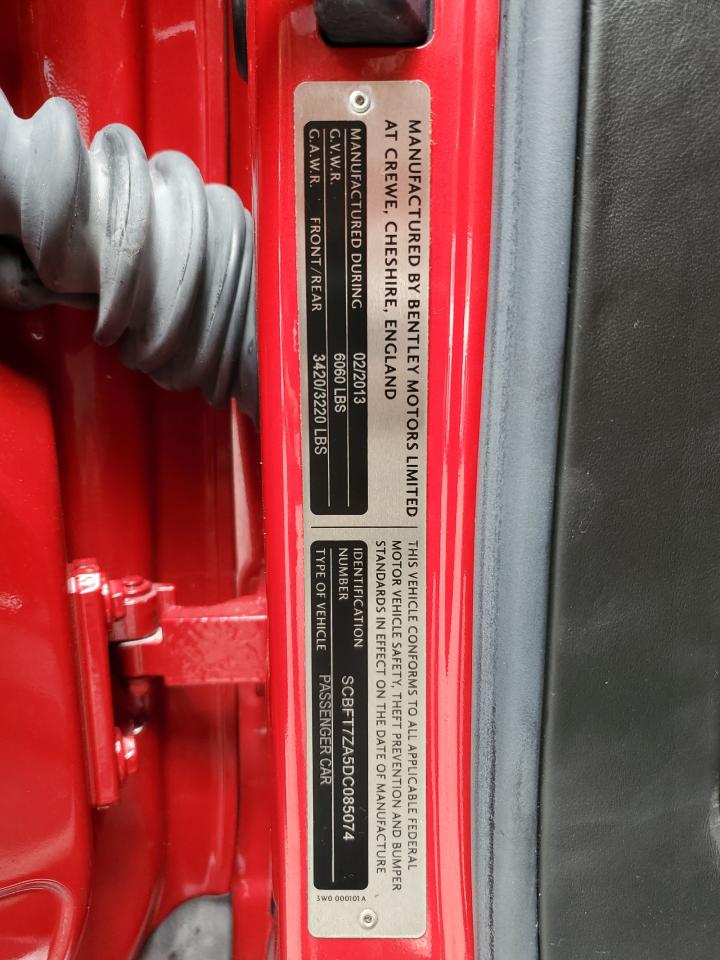 MANUFACTURED BY BENTLEY MOTORS LIMITED
AT CREWE, CHESHIRE, ENGLAND
MANUFACTURED DURING 02/2013
G.V.W.R. 6060 LBS
G.A.W.R. FRONT/REAR 3420/3220 LBS
THIS VEHICLE CONFORMS TO ALL APPLICABLE FEDERAL
MOTOR VEHICLE SAFETY, THEFT PREVENTION AND BUMPER
STANDARDS IN EFFECT ON THE DATE OF MANUFACTURE
IDENTIFICATION
NUMBER SCBFT7ZA5DC085074
TYPE OF VEHICLE PASSENGER CAR
3W0 000101A